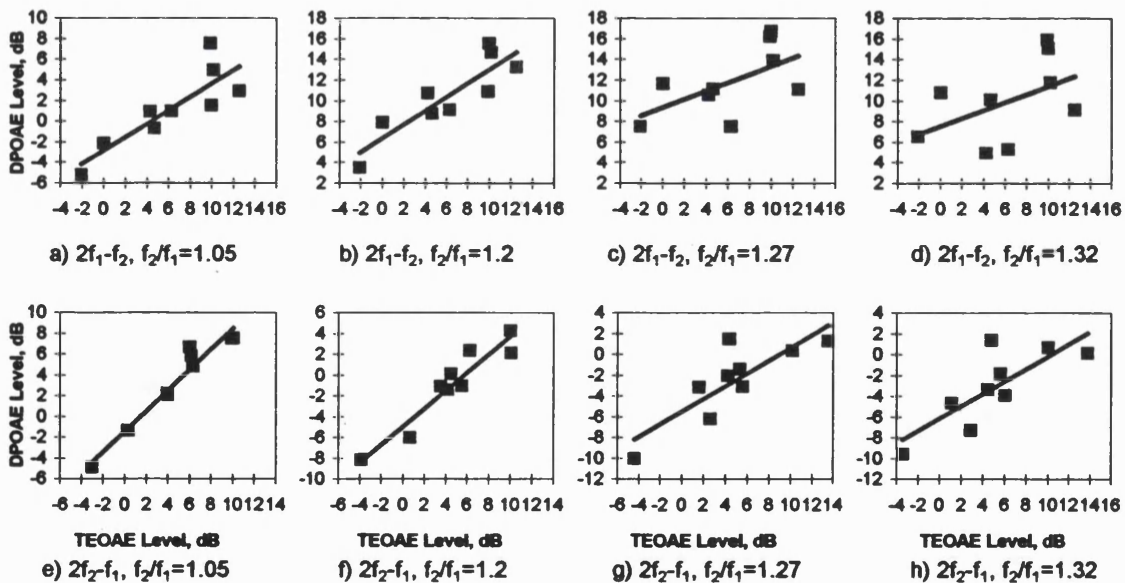 DPOAE Level, dB
10 18 18 18
8 16 16 16
6 14 14 14
4 12 12 12
2 10 10 10
0 8 8 8
-2 6 6 6
-4 4 4 4
-6 2 2 2
-4 -2 0 2 4 6 8 10 12 14 16 -4 -2 0 2 4 6 8 10 12 14 16 -4 -2 0 2 4 6 8 10 12 14 16 -4 -2 0 2 4 6 8 10 12 14 16
a) 2f₁-f₂, f₂/f₁=1.05 b) 2f₁-f₂, f₂/f₁=1.2 c) 2f₁-f₂, f₂/f₁=1.27 d) 2f₁-f₂, f₂/f₁=1.32
DPOAE Level, dB
10 6 4 4
8 4 2 2
6 2 0 0
4 0 -2 -2
2 -2 -4 -4
0 -4 -6 -6
-2 -6 -8 -8
-4 -8 -10 -10
-6 -10 -12 -12
-6 -4 -2 0 2 4 6 8 10 12 14 -6 -4 -2 0 2 4 6 8 10 12 14 -6 -4 -2 0 2 4 6 8 10 12 14 -4 -2 0 2 4 6 8 10 12 14 16
TEOAE Level, dB TEOAE Level, dB TEOAE Level, dB TEOAE Level, dB
e) 2f₂-f₁, f₂/f₁=1.05 f) 2f₂-f₁, f₂/f₁=1.2 g) 2f₂-f₁, f₂/f₁=1.27 h) 2f₂-f₁, f₂/f₁=1.32